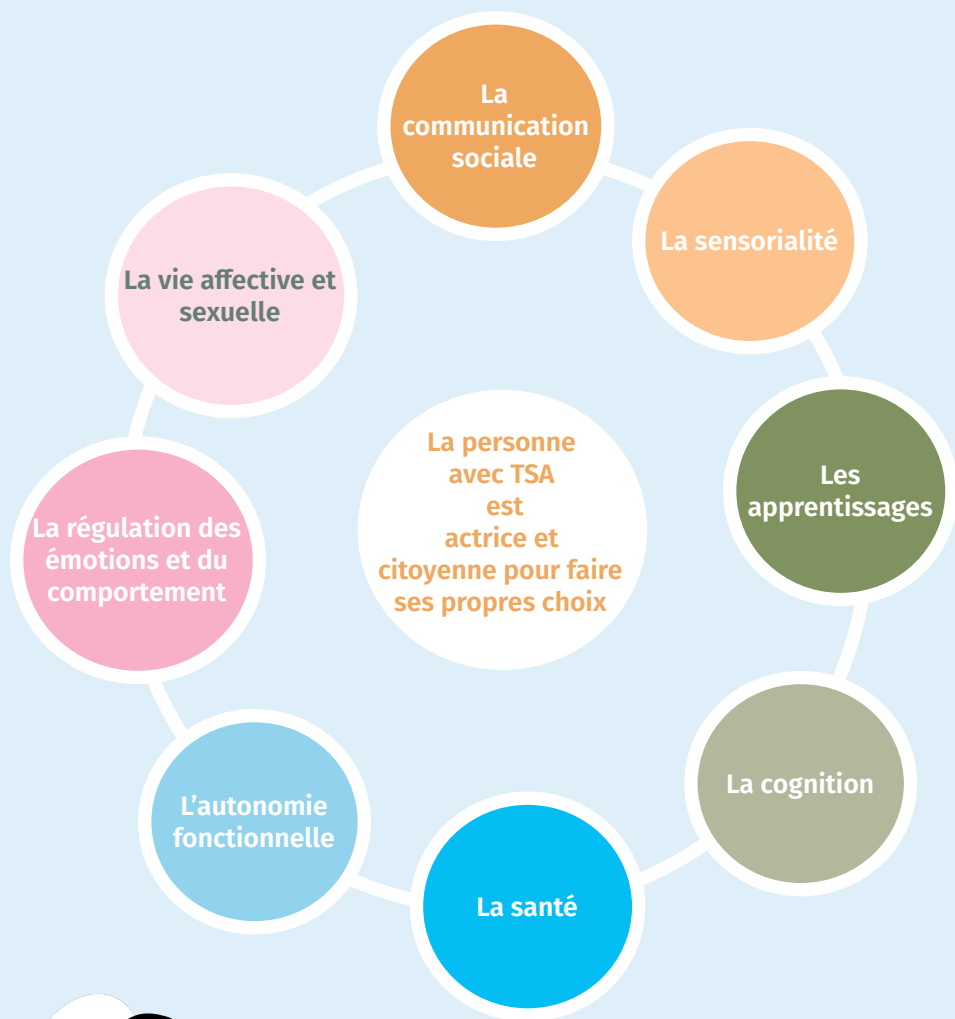 La
communication
sociale
La sensorialité
La vie affective et
sexuelle
La personne
avec TSA
est
actrice et
citoyenne pour faire
ses propres choix
Les
apprentissages
La régulation des
émotions et du
comportement
La cognition
L’autonomie
fonctionnelle
La santé